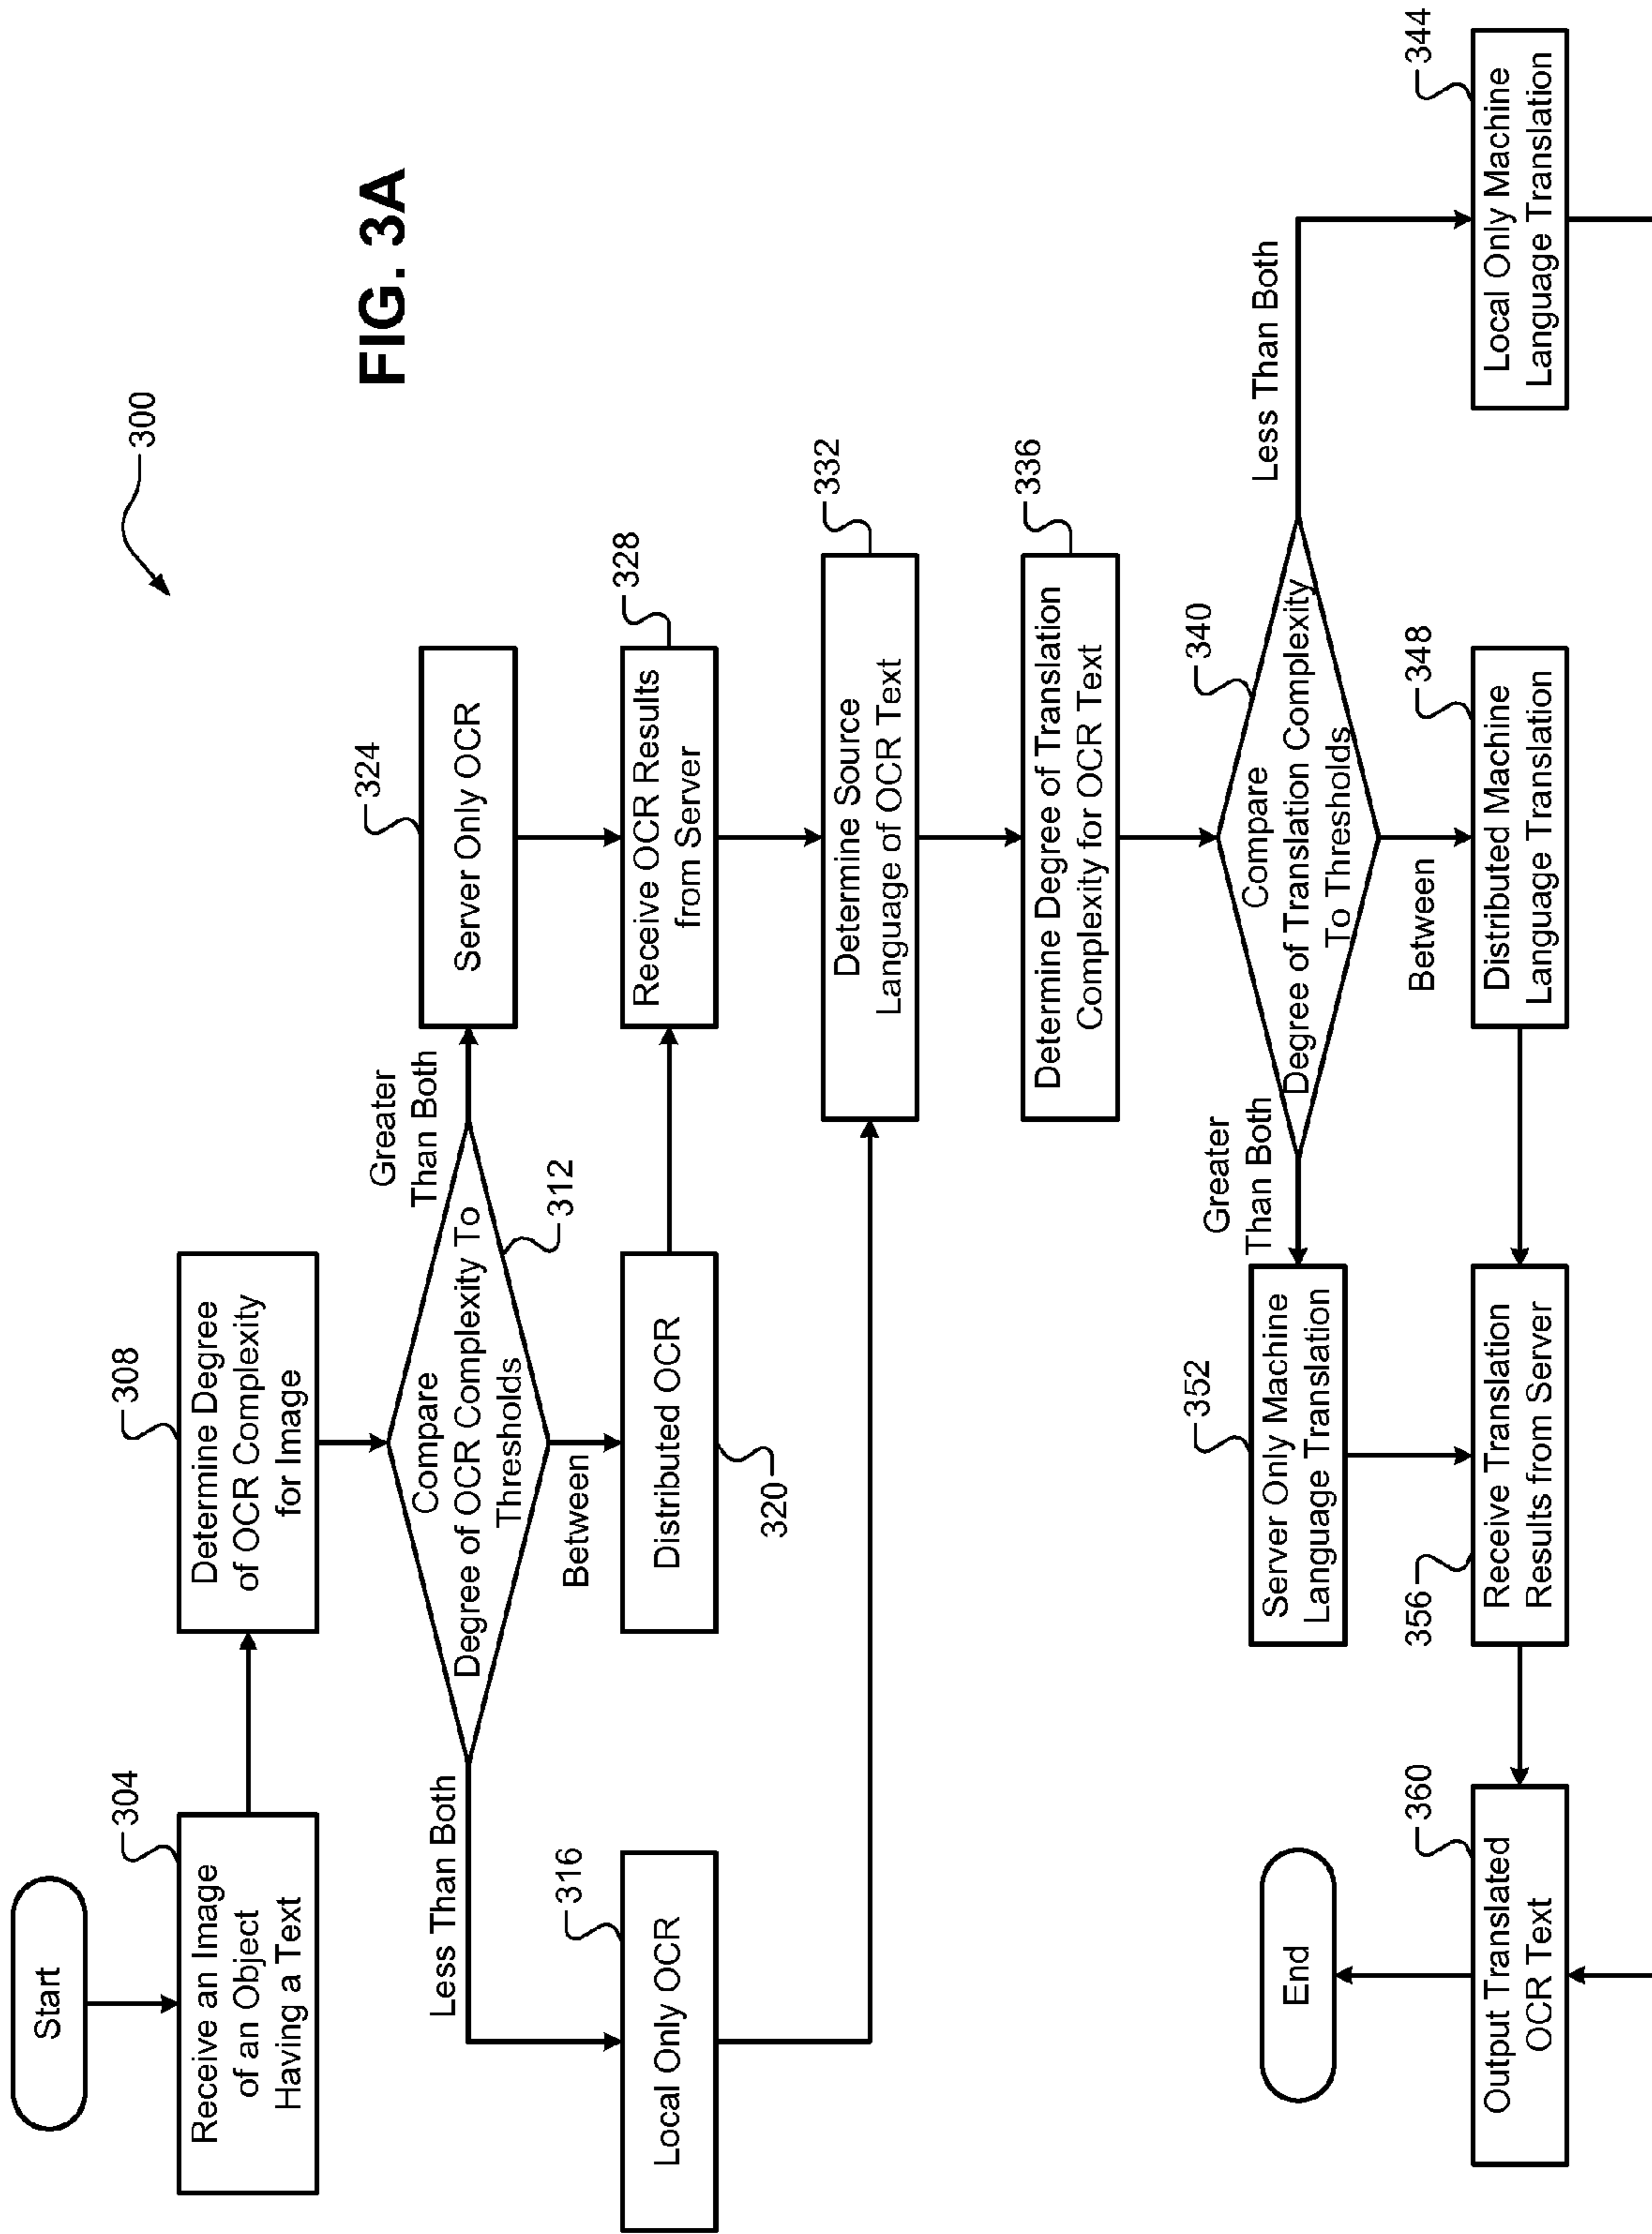 FIG. 3A
300
Start
304
Receive an Image
of an Object
Having a Text
308
Determine Degree
of OCR Complexity
for Image
Compare
Degree of OCR Complexity To
Thresholds
312
Less Than Both
Between
Greater
Than Both
316
Local Only OCR
Distributed OCR
320
324
Server Only OCR
328
Receive OCR Results
from Server
332
Determine Source
Language of OCR Text
336
Determine Degree of Translation
Complexity for OCR Text
340
Compare
Degree of Translation Complexity
To Thresholds
Greater
Than Both
Between
Less Than Both
352
Server Only Machine
Language Translation
348
Distributed Machine
Language Translation
344
Local Only Machine
Language Translation
356
Receive Translation
Results from Server
360
Output Translated
OCR Text
End